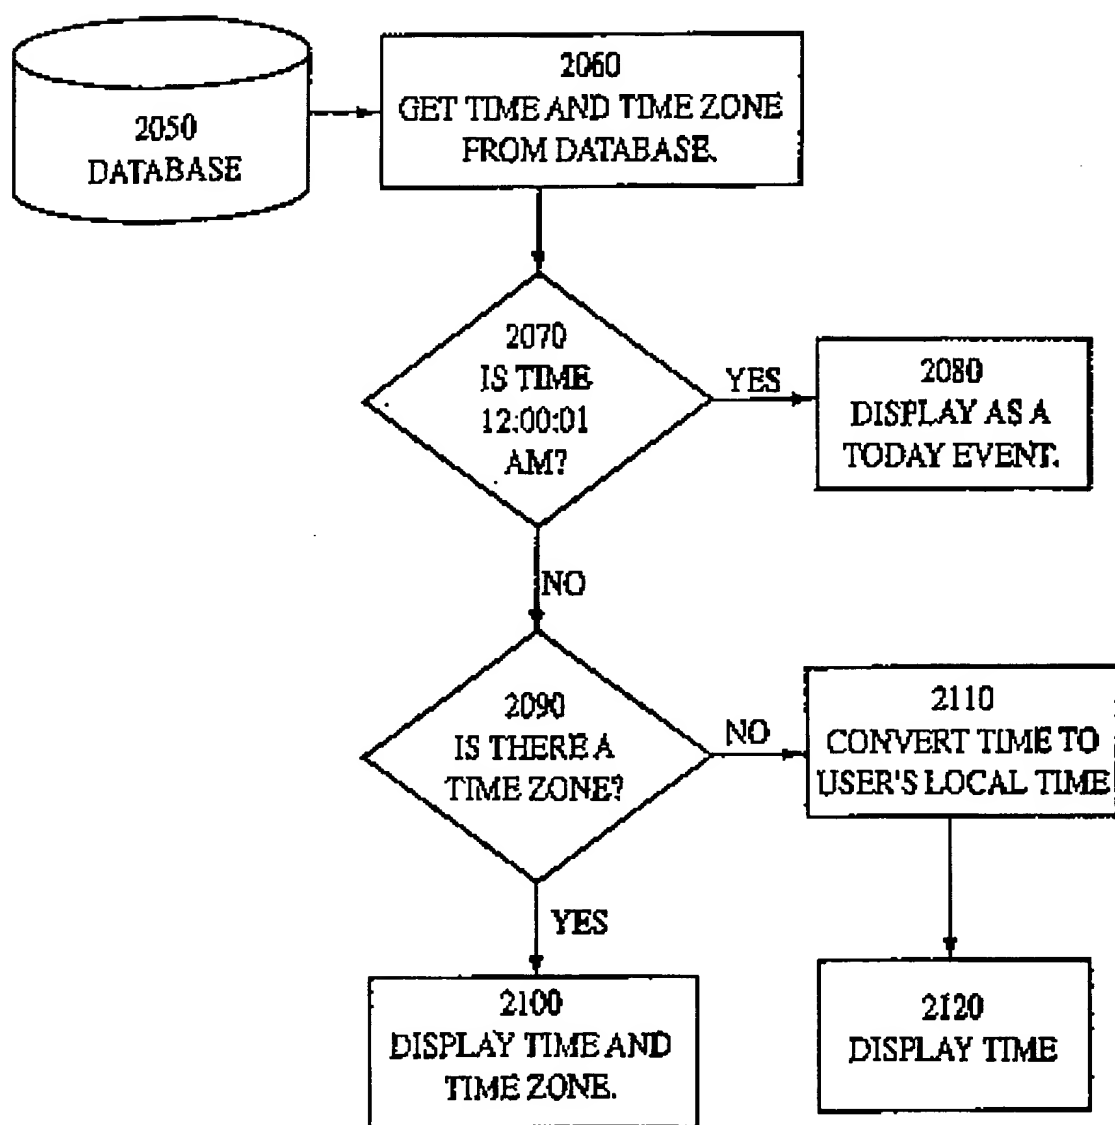 2050
DATABASE
2060
GET TIME AND TIME ZONE
FROM DATABASE.
2070
IS TIME
12:00:01
AM?
YES
2080
DISPLAY AS A
TODAY EVENT.
NO
2090
IS THERE A
TIME ZONE?
NO
2110
CONVERT TIME TO
USER'S LOCAL TIME
YES
2100
DISPLAY TIME AND
TIME ZONE.
2120
DISPLAY TIME